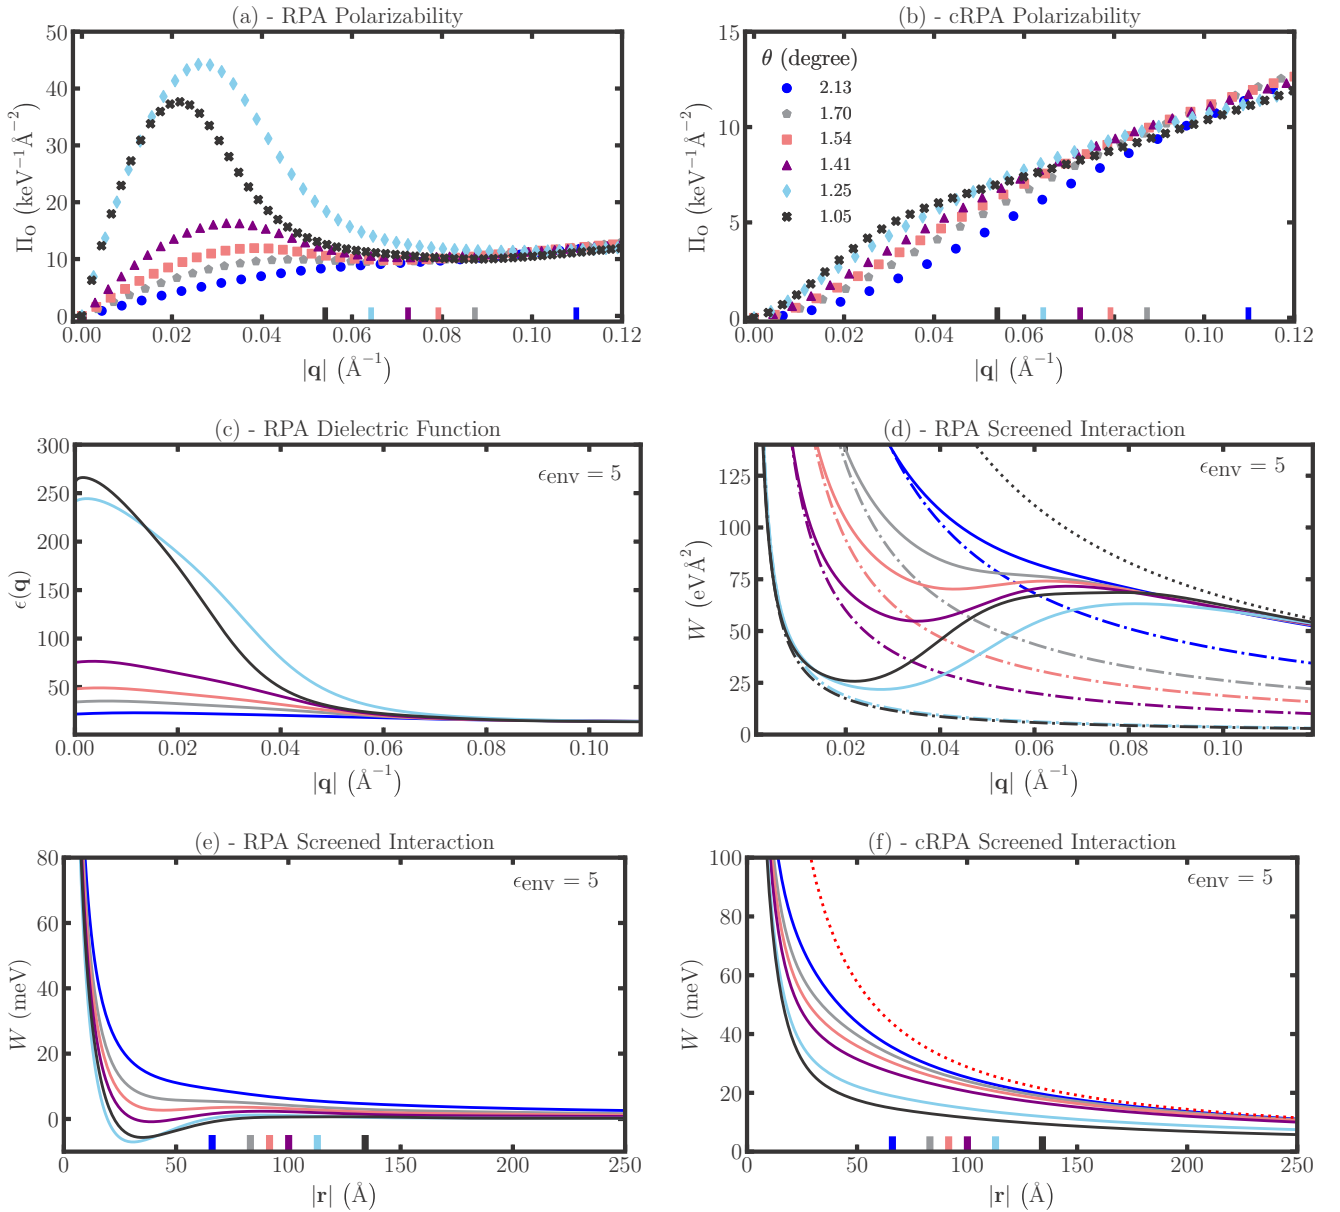 (a) - RPA Polarizability
50
40
30
20
10
0
Π₀ (keV⁻¹Å⁻²)
0.00 0.02 0.04 0.06 0.08 0.10 0.12
|q| (Å⁻¹)
(b) - cRPA Polarizability
θ (degree)
2.13
1.70
1.54
1.41
1.25
1.05
15
10
5
0
Π₀ (keV⁻¹Å⁻²)
0.00 0.02 0.04 0.06 0.08 0.10 0.12
|q| (Å⁻¹)
(c) - RPA Dielectric Function
ϵenv = 5
300
250
200
150
100
50
ϵ(q)
0.00 0.02 0.04 0.06 0.08 0.10
|q| (Å⁻¹)
(d) - RPA Screened Interaction
ϵenv = 5
125
100
75
50
25
0
W (eVÅ²)
0.02 0.04 0.06 0.08 0.10
|q| (Å⁻¹)
(e) - RPA Screened Interaction
ϵenv = 5
80
60
40
20
0
W (meV)
0 50 100 150 200 250
|r| (Å)
(f) - cRPA Screened Interaction
ϵenv = 5
100
80
60
40
20
0
W (meV)
0 50 100 150 200 250
|r| (Å)